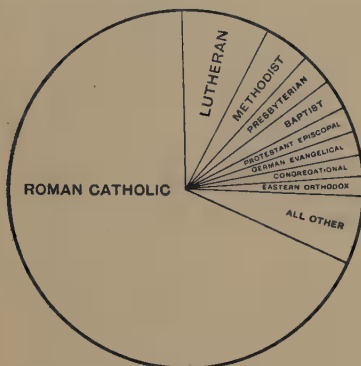 LUTHERAN
METHODIST
PRESBYTERIAN
BAPTIST
PROTESTANT EPISCOPAL
GERMAN EVANGELICAL
CONGREGATIONAL
EASTERN ORTHODOX
ROMAN CATHOLIC
ALL OTHER